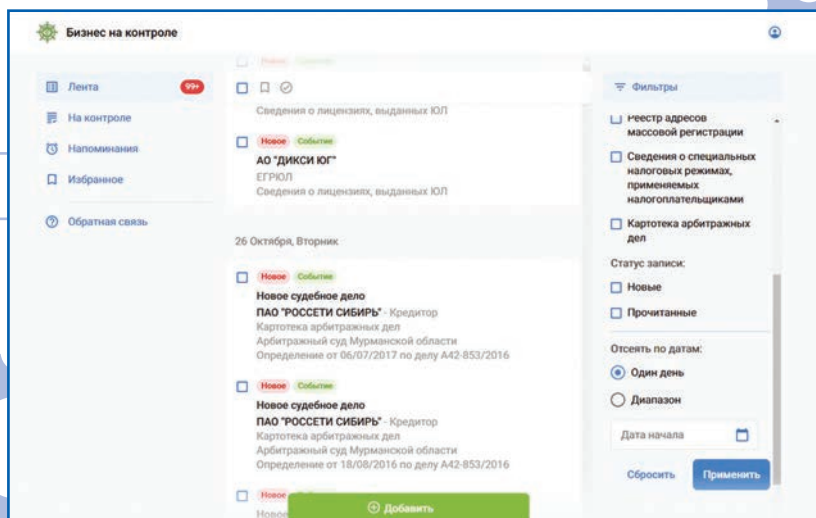 Бизнес на контроле
Лента
99+
На контроле
Напоминания
Избранное
Обратная связь
Новое Событие
Сведения о лицензиях, выданных ЮЛ
Новое Событие
АО "ДИКСИ ЮГ"
ЕГРЮЛ
Сведения о лицензиях, выданных ЮЛ
26 Октября, Вторник
Новое Событие
Новое судебное дело
ПАО "РОССЕТИ СИБИРЬ" - Кредитор
Картотека арбитражных дел
Арбитражный суд Мурманской области
Определение от 06/07/2017 по делу А42-853/2016
Новое Событие
Новое судебное дело
ПАО "РОССЕТИ СИБИРЬ" - Кредитор
Картотека арбитражных дел
Арбитражный суд Мурманской области
Определение от 18/08/2016 по делу А42-853/2016
Новое
Новое
Добавить
Фильтры
Реестр адресов
массовой регистрации
Сведения о специальных
налоговых режимах,
применяемых
налогоплательщиками
Картотека арбитражных
дел
Статус записи:
Новые
Прочитанные
Отсеять по датам:
Один день
Диапазон
Дата начала
Сбросить
Применить